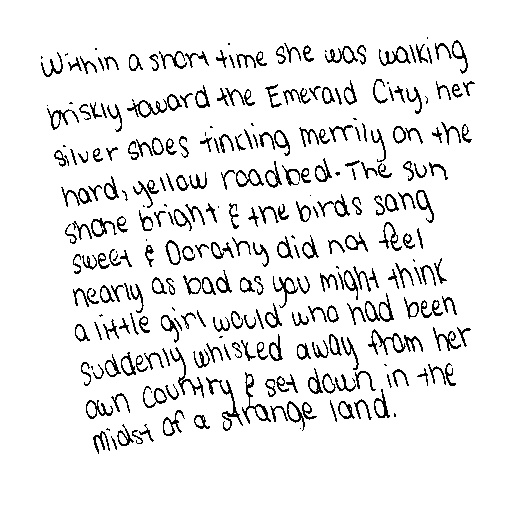 Within a short time she was walking
briskly toward the Emerald City, her
silver shoes tinkling merrily on the
hard, yellow roadbed. The sun
shone bright & the birds sang
sweet & Dorothy did not feel
nearly as bad as you might think
a little girl would who had been
suddenly whisked away from her
own country & set down in the
midst of a strange land.